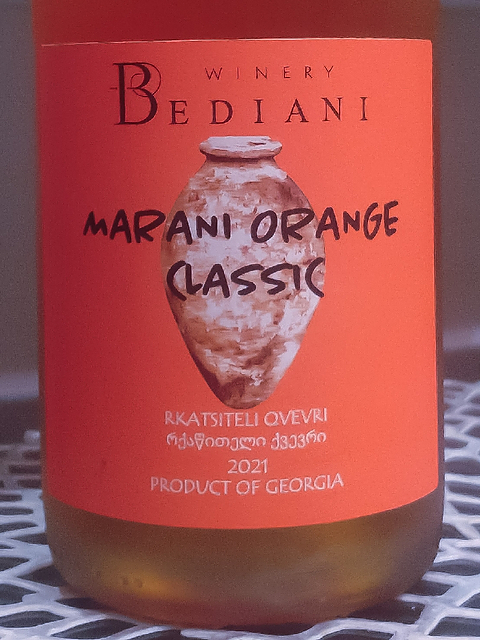 WINERY
BEDIANI
MARANI ORANGE
CLASSIC
RKATSITELI QVEVRI
რქაწითელი ქვევრი
2021
PRODUCT OF GEORGIA